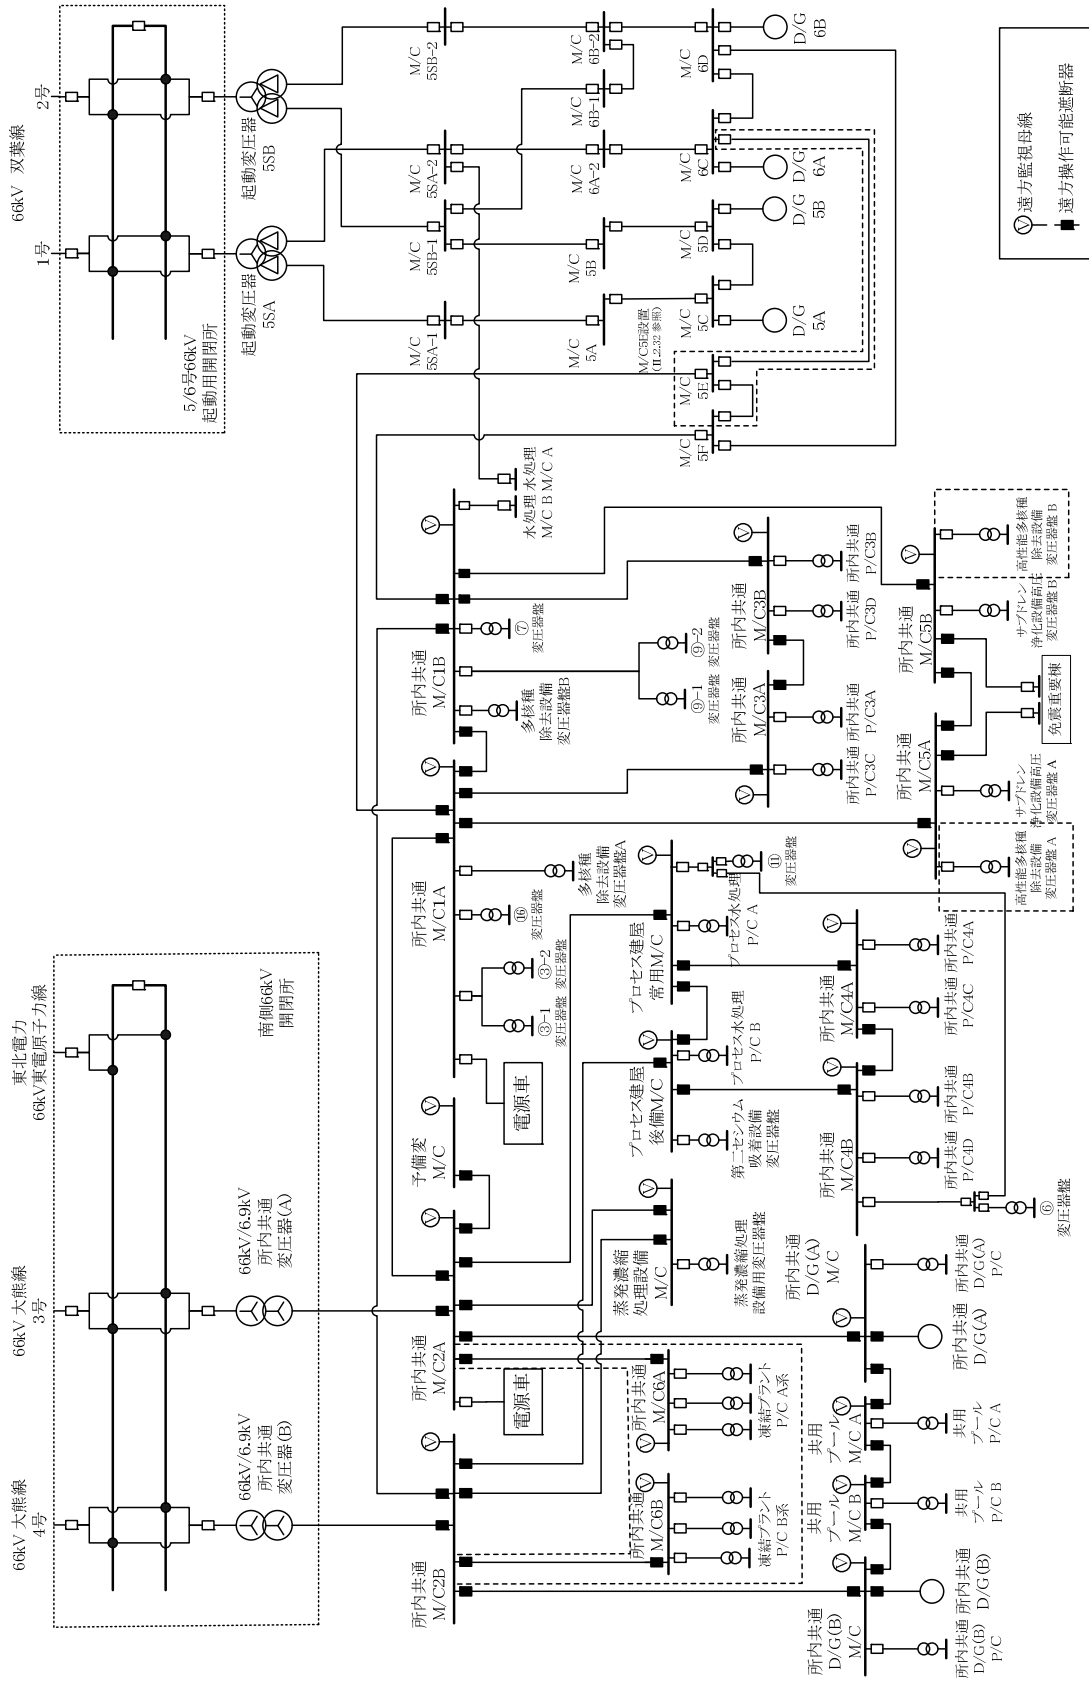 66kV 大熊線
4号
66kV 大熊線
3号
東北電力
66kV東電原子力線
66kV 双葉線
1号
2号
南側66kV
開閉所
5/6号66kV
起動用開閉所
66kV/6.9kV
所内共通
変圧器(B)
66kV/6.9kV
所内共通
変圧器(A)
起動変圧器
5SA
起動変圧器
5SB
所内共通
M/C2B
所内共通
M/C2A
予備変
M/C
所内共通
M/C1A
所内共通
M/C1B
V
V
V
V
V
電源車
電源車
③-1
変圧器盤
③-2
変圧器盤
⑯
変圧器盤
多核種
除去設備
変圧器盤A
多核種
除去設備
変圧器盤B
⑨-1
変圧器盤
⑨-2
変圧器盤
⑦
変圧器盤
水処理
M/C B
水処理
M/C A
M/C
5SA-1
M/C
5SB-1
M/C
5SA-2
M/C
5SB-2
M/C
5A
M/C
5B
M/C
6A-2
M/C
6B-1
M/C
6B-2
M/C5E設置
(Ⅱ.2.32 参照)
M/C
5F
M/C
5E
M/C
5C
M/C
5D
M/C
6C
M/C
6D
D/G
5A
D/G
5B
D/G
6A
D/G
6B
所内共通
M/C6B
V
所内共通
M/C6A
V
凍結プラント
P/C B系
凍結プラント
P/C A系
蒸発濃縮
処理設備
M/C
V
蒸発濃縮処理
設備用変圧器盤
プロセス建屋
後備M/C
V
プロセス建屋
常用M/C
V
第二セシウム
吸着設備
変圧器盤
プロセス水処理
P/C B
プロセス水処理
P/C A
⑪
変圧器盤
所内共通
M/C3A
V
所内共通
M/C3B
V
所内共通
P/C3C
所内共通
P/C3A
所内共通
P/C3D
所内共通
P/C3B
所内共通
D/G(B)
M/C
V
共用
プール
M/C B
V
共用
プール
M/C A
V
所内共通
D/G(A)
M/C
V
所内共通
D/G(B)
P/C
所内共通
D/G(B)
共用
プール
P/C B
共用
プール
P/C A
所内共通
D/G(A)
所内共通
D/G(A)
P/C
所内共通
M/C4B
V
所内共通
M/C4A
V
⑥
変圧器盤
所内共通
P/C4D
所内共通
P/C4B
所内共通
P/C4C
所内共通
P/C4A
所内共通
M/C5A
V
所内共通
M/C5B
V
高性能多核種
除去設備
変圧器盤 A
サブドレン
浄化設備高圧
変圧器盤 A
免震重要棟
サブドレン
浄化設備高圧
変圧器盤 B
高性能多核種
除去設備
変圧器盤 B
V 遠方監視母線
遠方操作可能遮断器